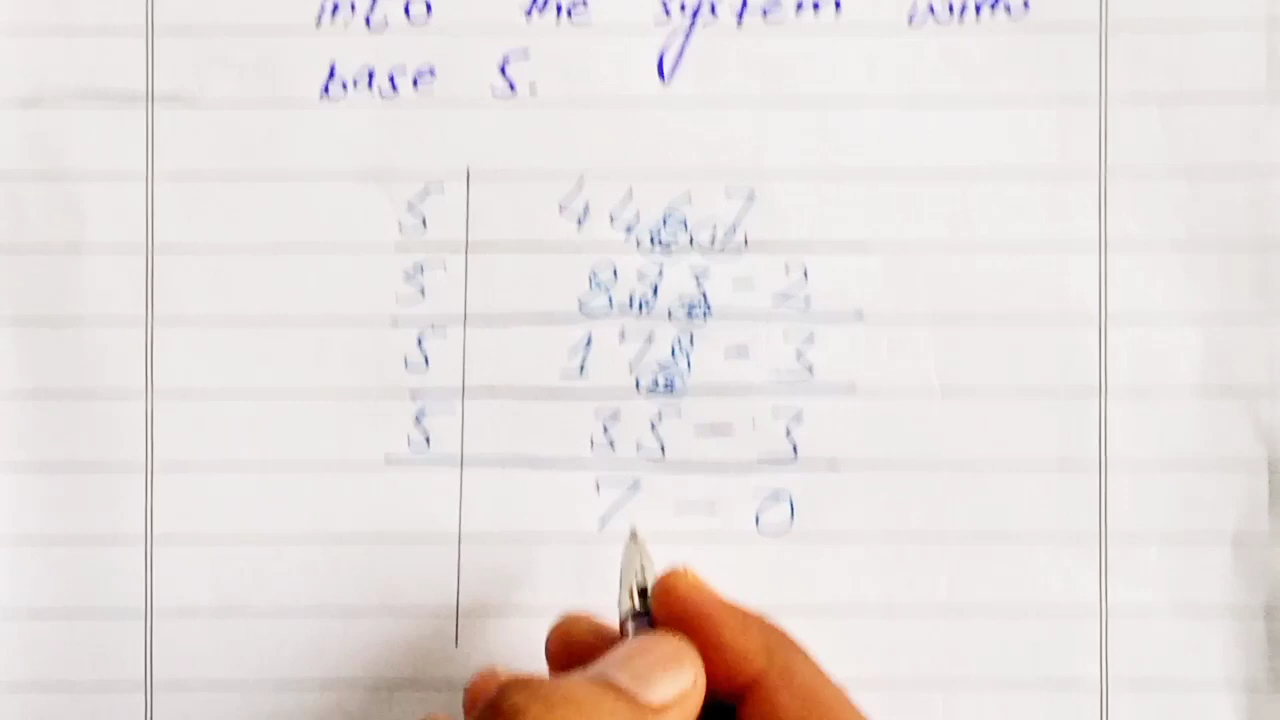 into the system with
base 5.
5 4467
5 893 - 2
5 178 - 3
5 35 - 3
7 - 0